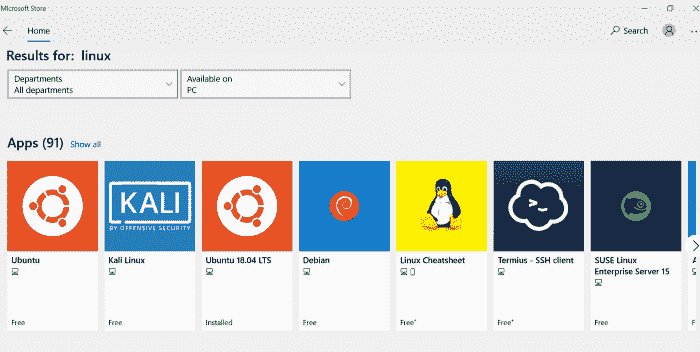 Microsoft Store
Home
Search
Results for: linux
Departments
All departments
Available on
PC
Apps (91) Show all
KALI
BY OFFENSIVE SECURITY
Ubuntu
Free
Kali Linux
Free
Ubuntu 18.04 LTS
Installed
Debian
Free
Linux Cheatsheet
Free+
Termius - SSH client
Free+
SUSE Linux
Enterprise Server 15
Free
A
F